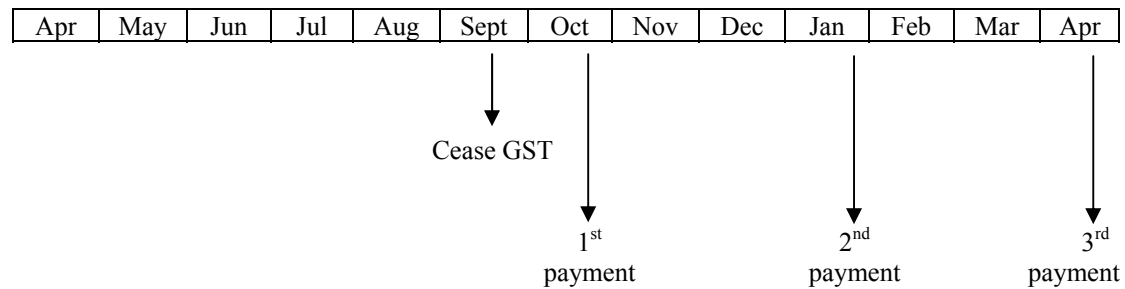 Apr May Jun Jul Aug Sept Oct Nov Dec Jan Feb Mar Apr
Cease GST
1st 2nd 3rd
payment payment payment